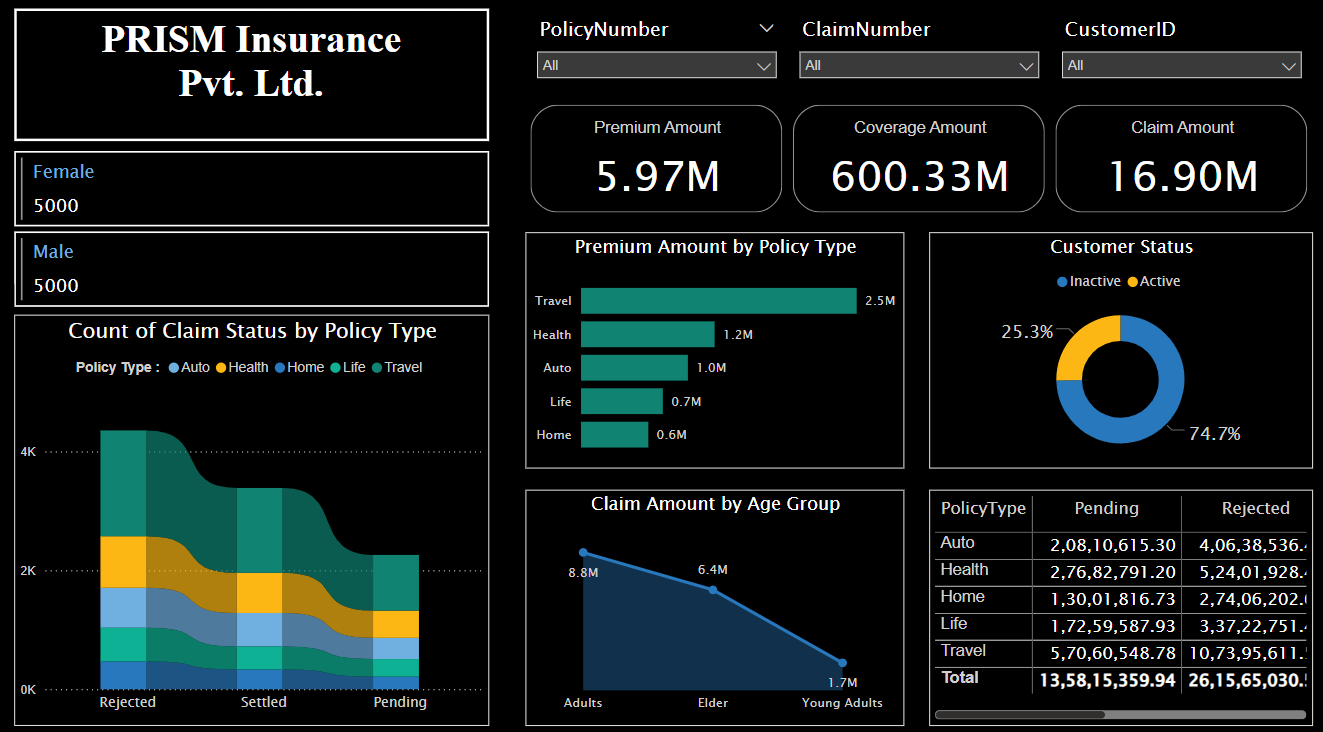 PRISM Insurance
Pvt. Ltd.
PolicyNumber
All
ClaimNumber
All
CustomerID
All
Female
5000
Male
5000
Premium Amount
5.97M
Coverage Amount
600.33M
Claim Amount
16.90M
Count of Claim Status by Policy Type
Policy Type : Auto Health Home Life Travel
4K
2K
0K
Rejected Settled Pending
Premium Amount by Policy Type
Travel 2.5M
Health 1.2M
Auto 1.0M
Life 0.7M
Home 0.6M
Customer Status
Inactive Active
25.3%
74.7%
Claim Amount by Age Group
8.8M
6.4M
1.7M
Adults Elder Young Adults
PolicyType Pending Rejected
Auto 2,08,10,615.30 4,06,38,536.
Health 2,76,82,791.20 5,24,01,928.
Home 1,30,01,816.73 2,74,06,202.
Life 1,72,59,587.93 3,37,22,751.
Travel 5,70,60,548.78 10,73,95,611.
Total 13,58,15,359.94 26,15,65,030.